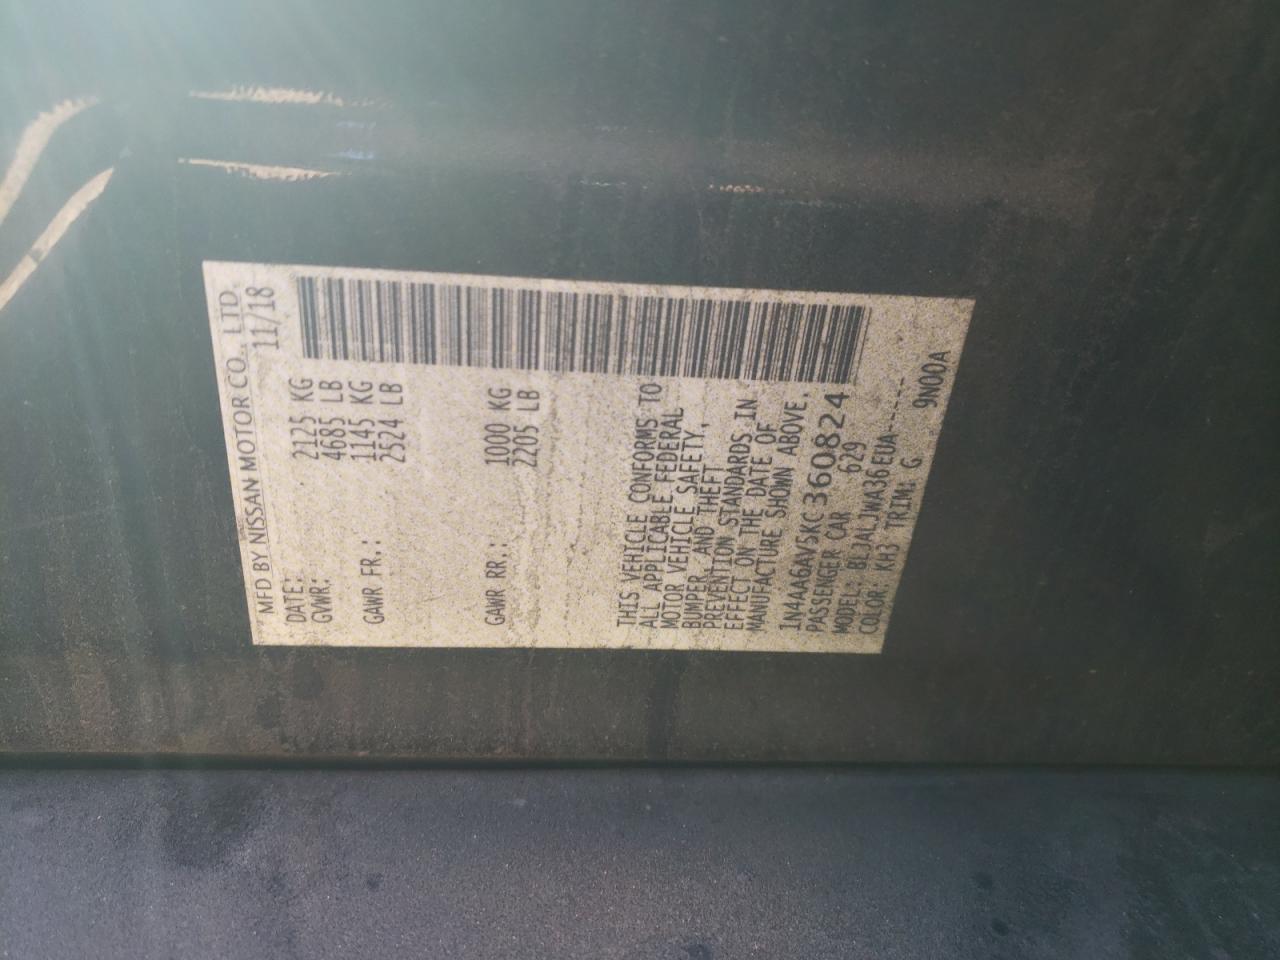 MFD BY NISSAN MOTOR CO., LTD.
DATE: 11/18
GVWR: 2125 KG
4685 LB
GAWR FR.: 1145 KG
2524 LB
GAWR RR.: 1000 KG
2205 LB
THIS VEHICLE CONFORMS TO
ALL APPLICABLE FEDERAL
MOTOR VEHICLE SAFETY,
BUMPER, AND THEFT
PREVENTION STANDARDS IN
EFFECT ON THE DATE OF
MANUFACTURE SHOWN ABOVE.
1N4AA6AV5KC360824
PASSENGER CAR 629
MODEL: BLJALJWA36EUA-----
COLOR: KH3 TRIM: G 9N00A